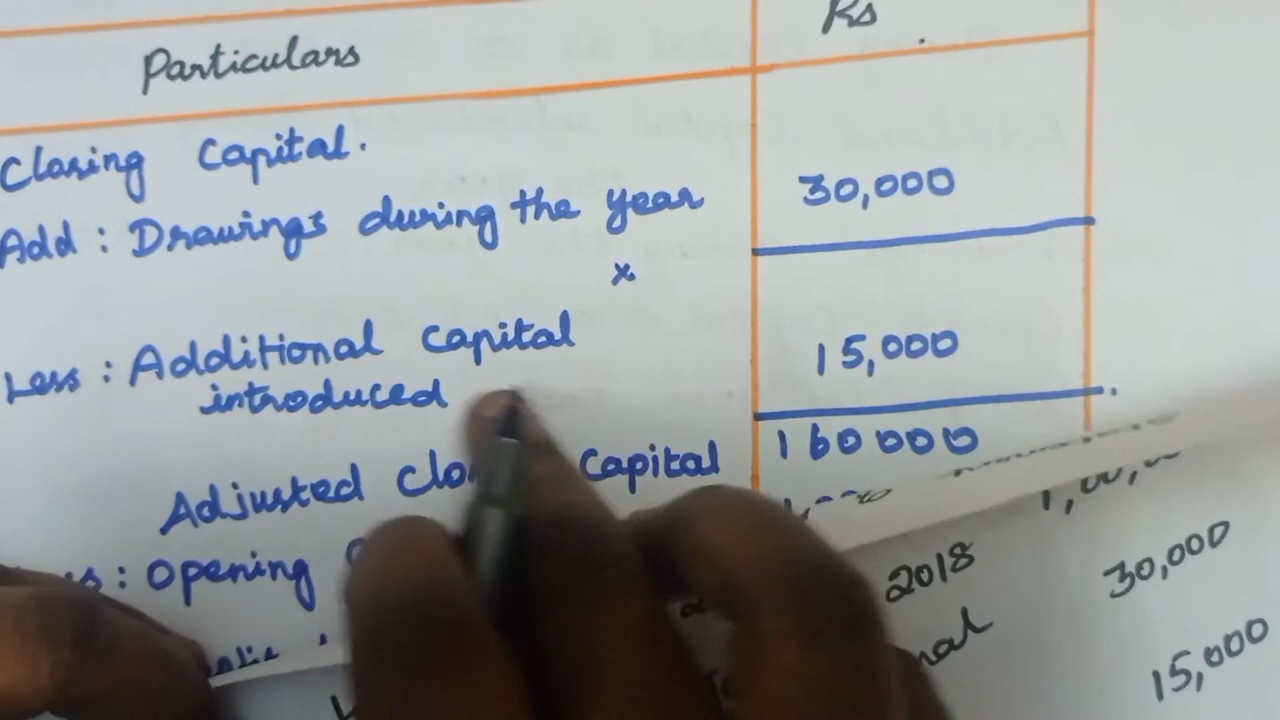 Particulars Rs
Closing Capital.
Add : Drawings during the year 30,000
x
Less : Additional Capital 15,000
introduced
Adjusted Capital 160000
Opening
2018 30,000
15,000